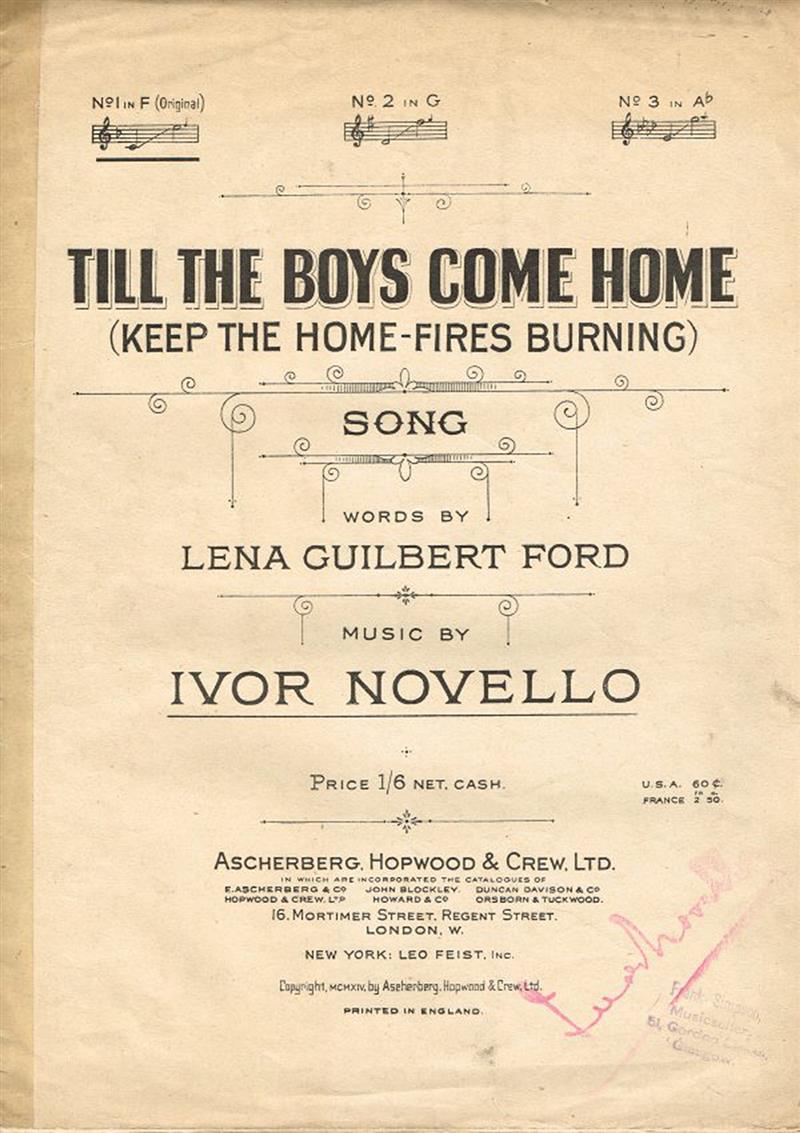 No1 IN F (Original) No. 2 IN G No 3 IN A♭
TILL THE BOYS COME HOME
(KEEP THE HOME-FIRES BURNING)
SONG
WORDS BY
LENA GUILBERT FORD
MUSIC BY
IVOR NOVELLO
PRICE 1/6 NET. CASH.
U.S.A. 60 ¢.
FRANCE 2 50.
ASCHERBERG, HOPWOOD & CREW, LTD.
IN WHICH ARE INCORPORATED THE CATALOGUES OF
E. ASCHERBERG & Co JOHN BLOCKLEY. DUNCAN DAVISON & Co
HOPWOOD & CREW, LTD HOWARD & Co ORSBORN & TUCKWOOD.
16, MORTIMER STREET, REGENT STREET.
LONDON, W.
NEW YORK: LEO FEIST, INC.
Copyright, MCMXIV, by Ascherberg, Hopwood & Crew, Ltd.
PRINTED IN ENGLAND.
Frank Simpson,
Musicseller,
51, Gordon
Glasgow.